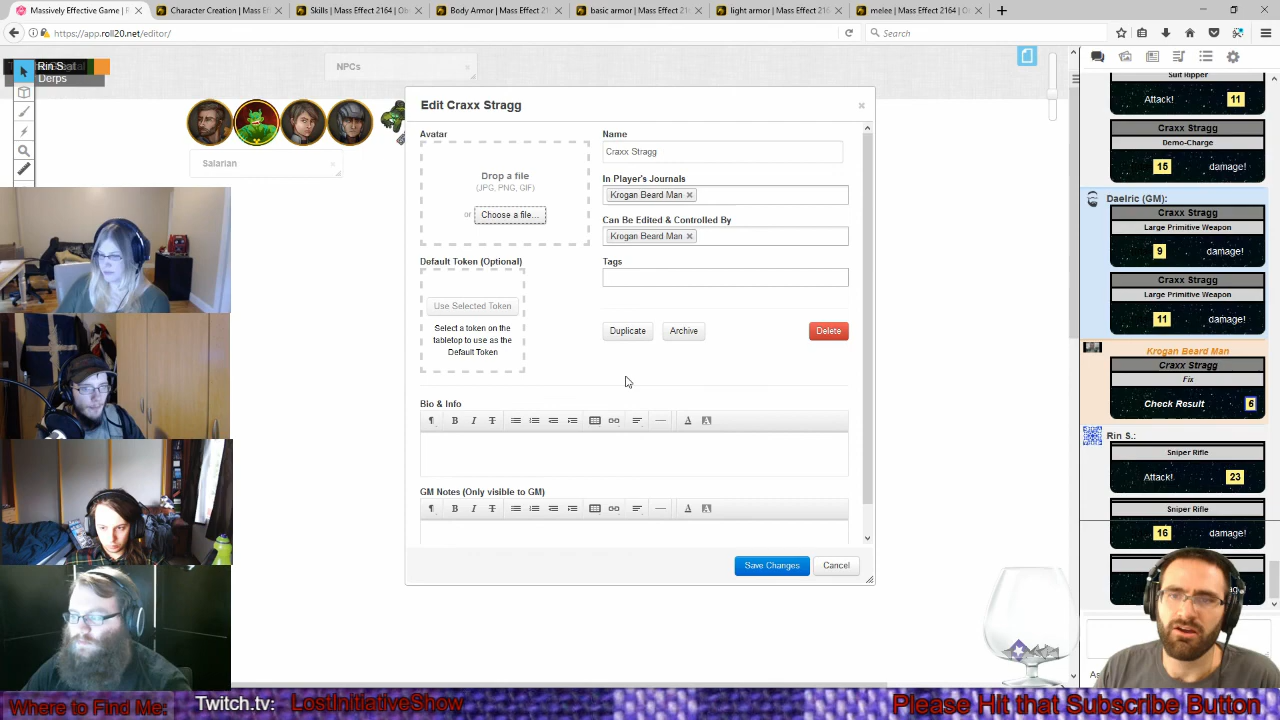 Massively Effective Game
Character Creation | Mass E
Skills | Mass Effect 2164 | O
Body Armor | Mass Effect 2
basic armor | Mass Effect 21
light armor | Mass Effect 216
melee | Mass Effect 2164 | O
https://app.roll20.net/editor/
Search
Rin S.
Derps
NPCs
Salarian
Edit Craxx Stragg
Avatar
Drop a file
(JPG, PNG, GIF)
or Choose a file...
Default Token (Optional)
Use Selected Token
Select a token on the
tabletop to use as the
Default Token
Name
Craxx Stragg
In Player's Journals
Krogan Beard Man
Can Be Edited & Controlled By
Krogan Beard Man
Tags
Duplicate
Archive
Delete
Bio & Info
GM Notes (Only visible to GM)
Save Changes
Cancel
Suit Ripper
Attack! 11
Craxx Stragg
Demo-Charge
15 damage!
Daelric (GM):
Craxx Stragg
Large Primitive Weapon
9 damage!
Craxx Stragg
Large Primitive Weapon
11 damage!
Krogan Beard Man
Craxx Stragg
Fix
Check Result 6
Rin S.:
Sniper Rifle
Attack! 23
Sniper Rifle
16 damage!
As
Where to Find Me:
Twitch.tv:
LostInitiativeShow
Please Hit that Subscribe Button